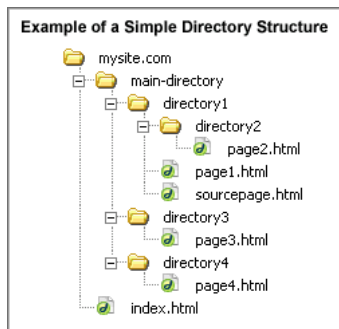 Example of a Simple Directory Structure
mysite.com
main-directory
directory1
directory2
page2.html
page1.html
sourcepage.html
directory3
page3.html
directory4
page4.html
index.html